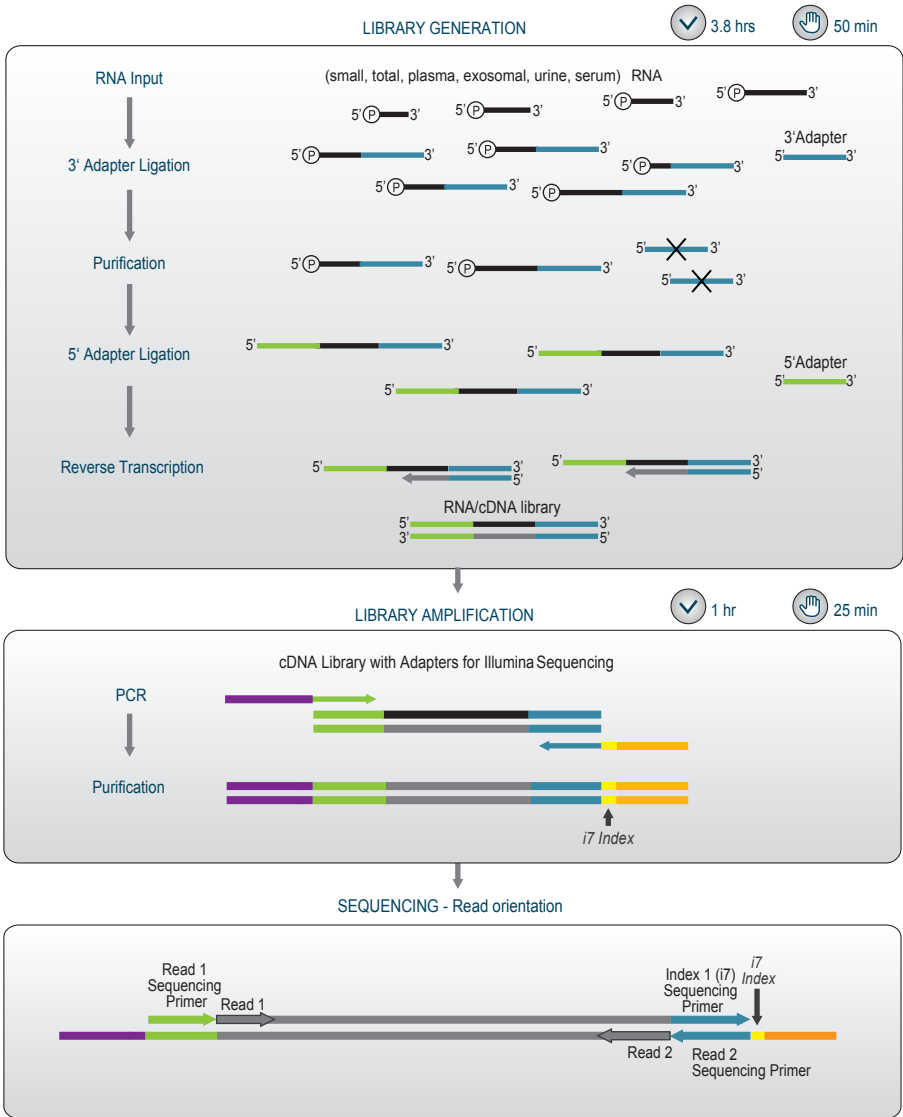 LIBRARY GENERATION
3.8 hrs
50 min
RNA Input
(small, total, plasma, exosomal, urine, serum) RNA
5’ P 3’
5’ P 3’
5’ P 3’
5’ P 3’
3‘ Adapter Ligation
5’ P 3’
5’ P 3’
5’ P 3’
3‘Adapter
5’ 3’
5’ P 3’
5’ P 3’
Purification
5’ P 3’
5’ P 3’
5’ 3’
5’ 3’
5‘ Adapter Ligation
5’ 3’
5’ 3’
5‘Adapter
5’ 3’
5’ 3’
Reverse Transcription
5’ 3’
5’
5’ 3’
5’
RNA/cDNA library
5’ 3’
3’ 5’
LIBRARY AMPLIFICATION
1 hr
25 min
cDNA Library with Adapters for Illumina Sequencing
PCR
Purification
i7 Index
SEQUENCING - Read orientation
Read 1
Sequencing
Primer
Read 1
Index 1 (i7)
Sequencing
Primer
i7
Index
Read 2
Read 2
Sequencing Primer